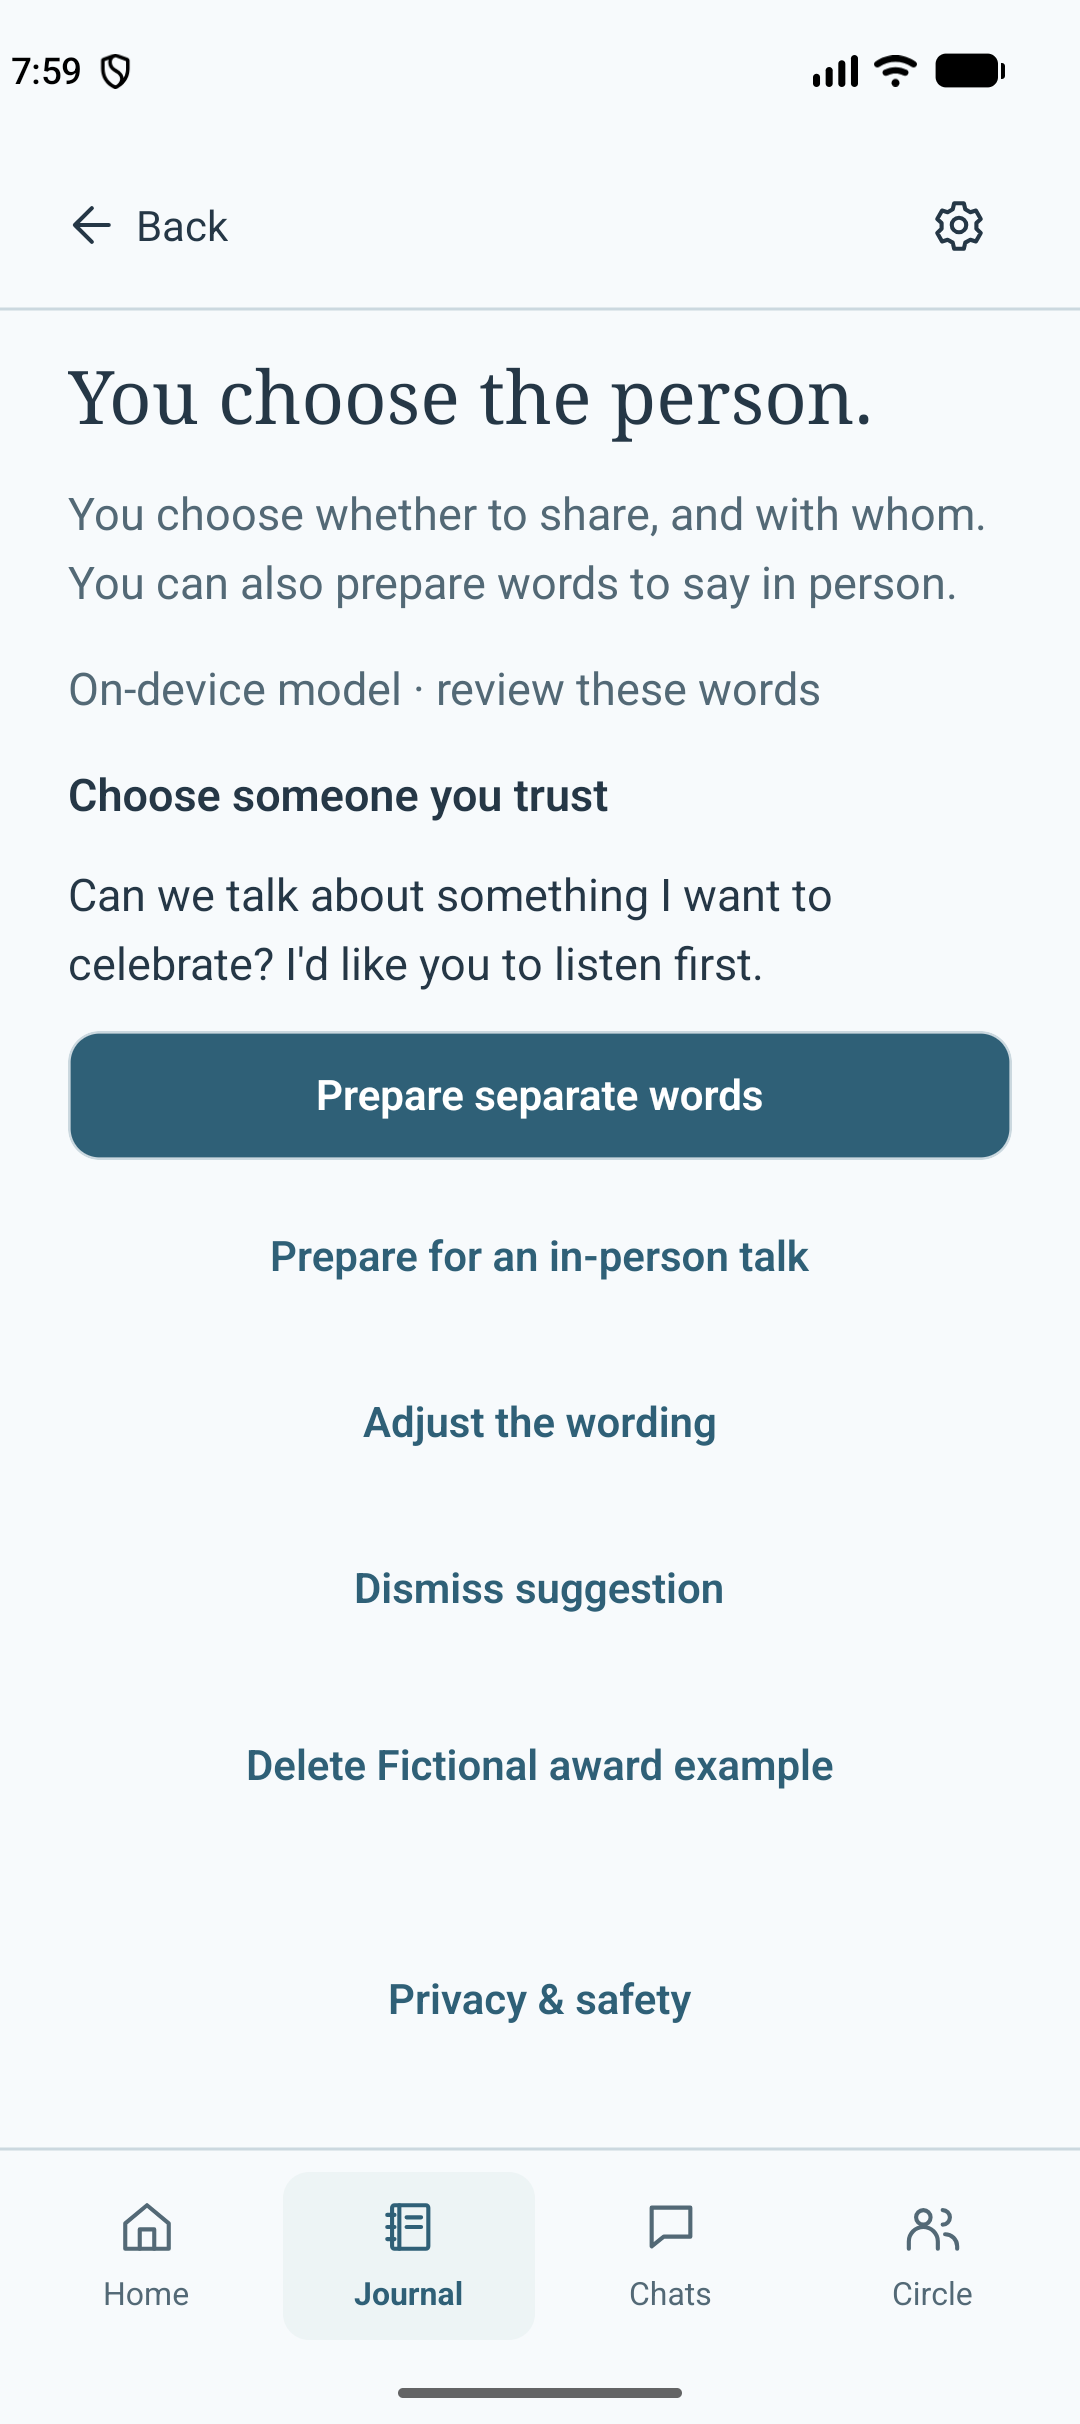 7:59
Back
You choose the person.
You choose whether to share, and with whom.
You can also prepare words to say in person.
On-device model · review these words
Choose someone you trust
Can we talk about something I want to
celebrate? I'd like you to listen first.
Prepare separate words
Prepare for an in-person talk
Adjust the wording
Dismiss suggestion
Delete Fictional award example
Privacy & safety
Home
Journal
Chats
Circle